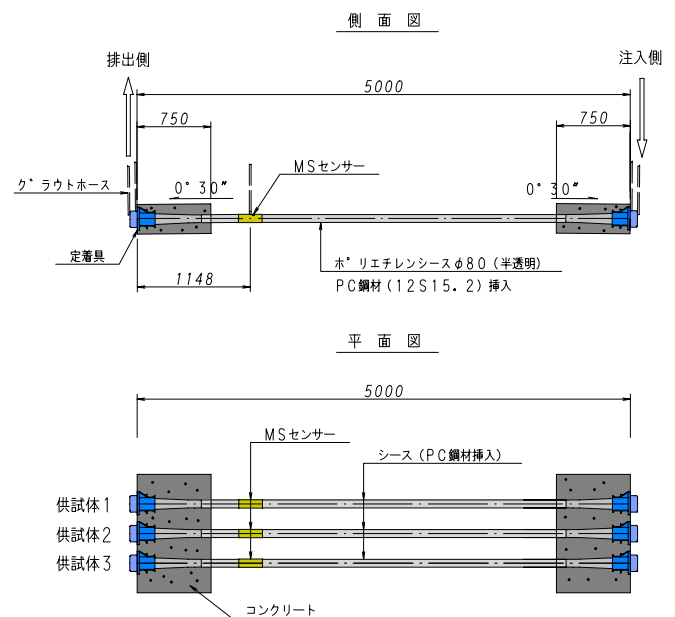 側 面 図
排出側
注入側
5000
750
750
MSセンサー
グラウトホース
0°30″
0°30″
定着具
ポリエチレンシースφ80(半透明)
1148
PC鋼材(12S15.2)挿入
平 面 図
5000
MSセンサー
シース(PC鋼材挿入)
供試体1
供試体2
供試体3
コンクリート